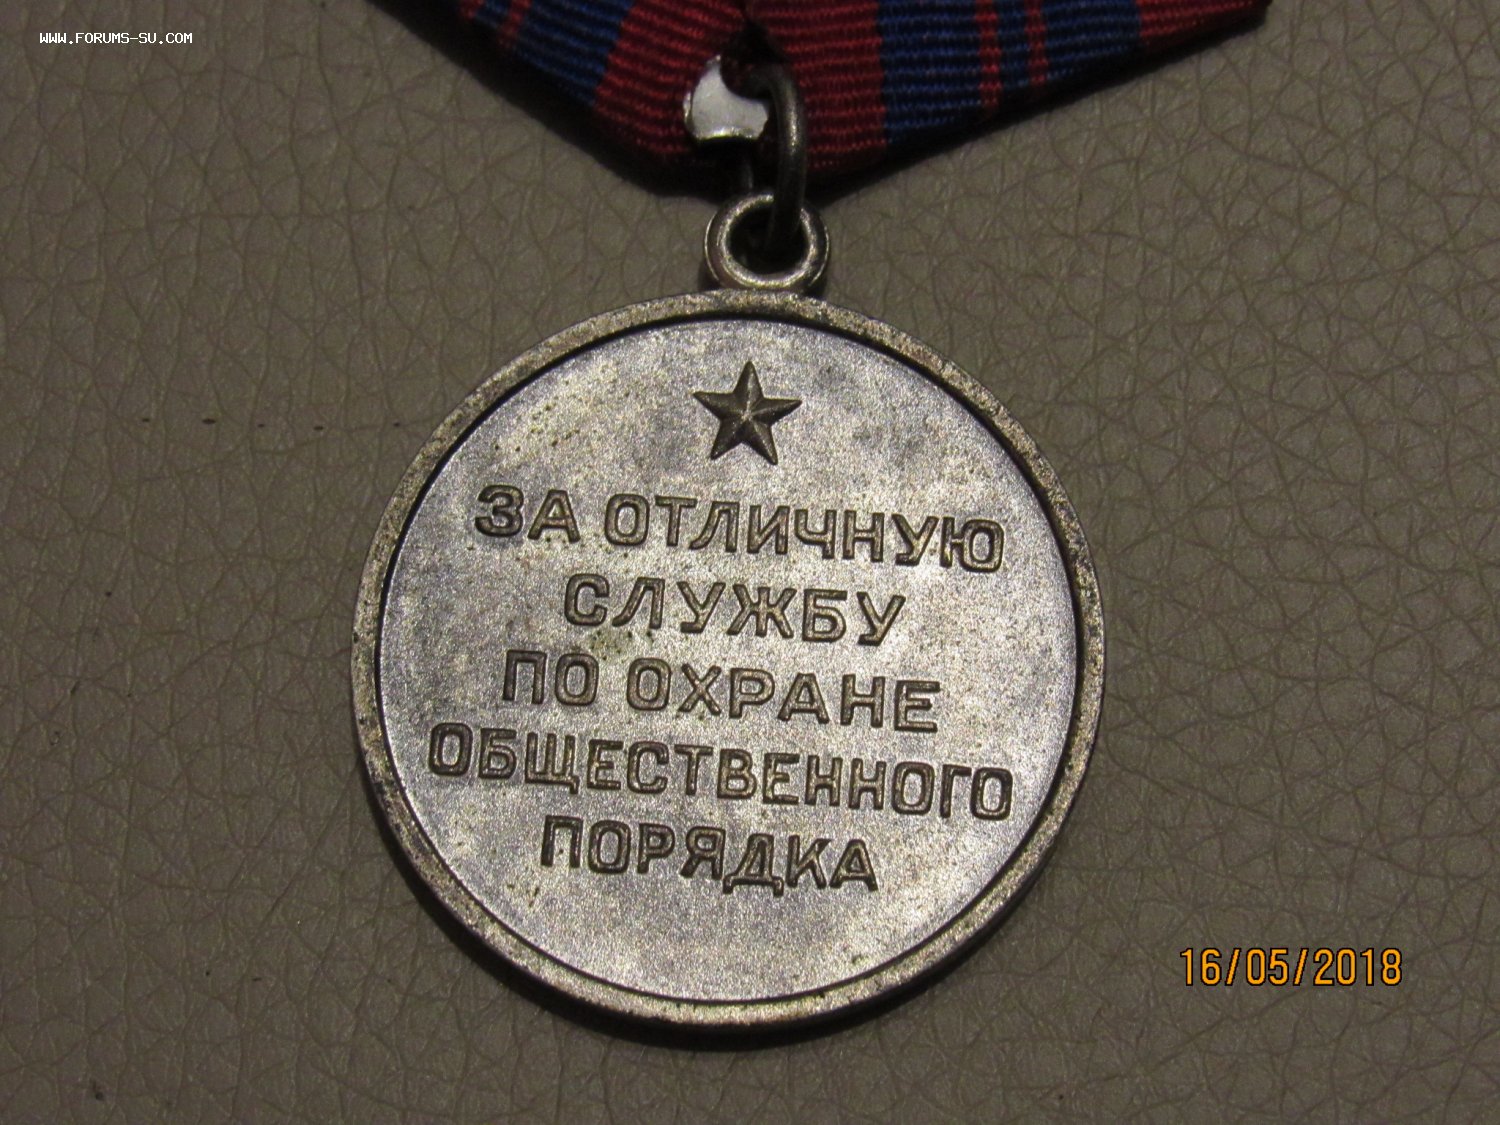 WWW.FORUMS-SU.COM
ЗА ОТЛИЧНУЮ
СЛУЖБУ
ПО ОХРАНЕ
ОБЩЕСТВЕННОГО
ПОРЯДКА
16/05/2018